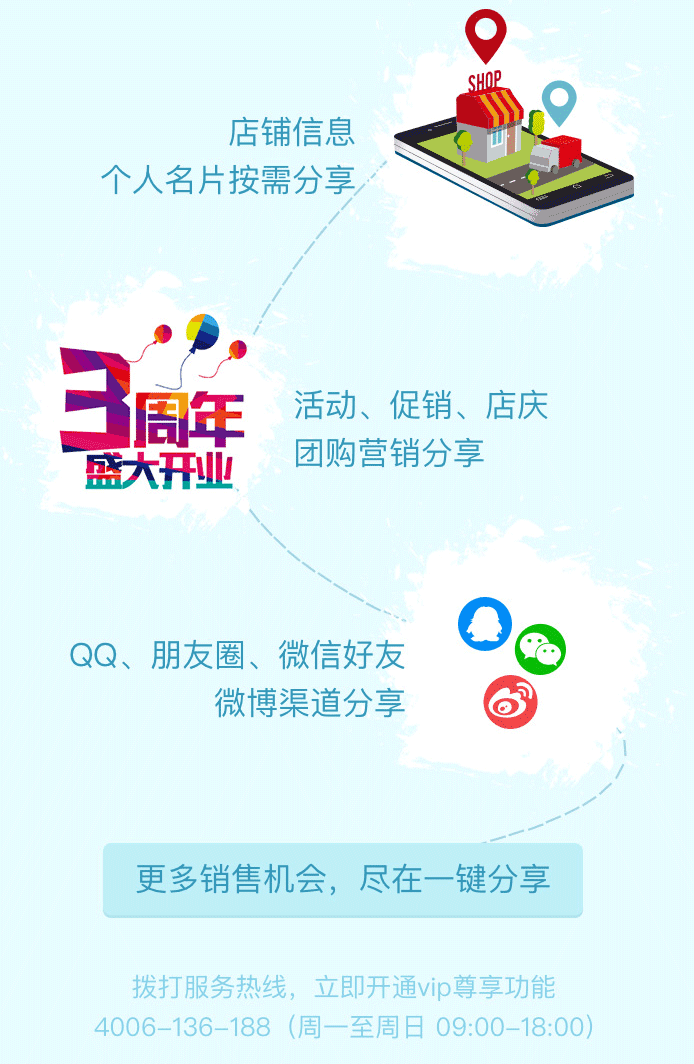 SHOP
店铺信息
个人名片按需分享
3周年
盛大开业
活动、促销、店庆
团购营销分享
QQ、朋友圈、微信好友
微博渠道分享
更多销售机会，尽在一键分享
拨打服务热线，立即开通vip尊享功能
4006-136-188（周一至周日 09:00-18:00）